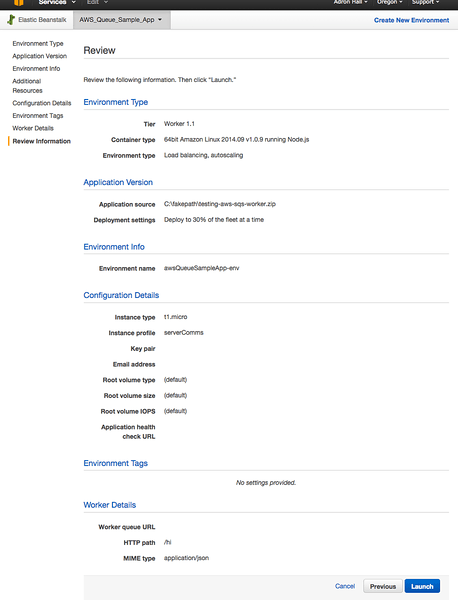 Services Edit Adron Hall Oregon Support
Elastic Beanstalk AWS_Queue_Sample_App Create New Environment
Environment Type
Application Version
Environment Info
Additional
Resources
Configuration Details
Environment Tags
Worker Details
Review Information
Review
Review the following information. Then click "Launch."
Environment Type
Tier Worker 1.1
Container type 64bit Amazon Linux 2014.09 v1.0.9 running Node.js
Environment type Load balancing, autoscaling
Application Version
Application source C:\fakepath\testing-aws-sqs-worker.zip
Deployment settings Deploy to 30% of the fleet at a time
Environment Info
Environment name awsQueueSampleApp-env
Configuration Details
Instance type t1.micro
Instance profile serverComms
Key pair
Email address
Root volume type (default)
Root volume size (default)
Root volume IOPS (default)
Application health
check URL
Environment Tags
No settings provided.
Worker Details
Worker queue URL
HTTP path /hi
MIME type application/json
Cancel Previous Launch